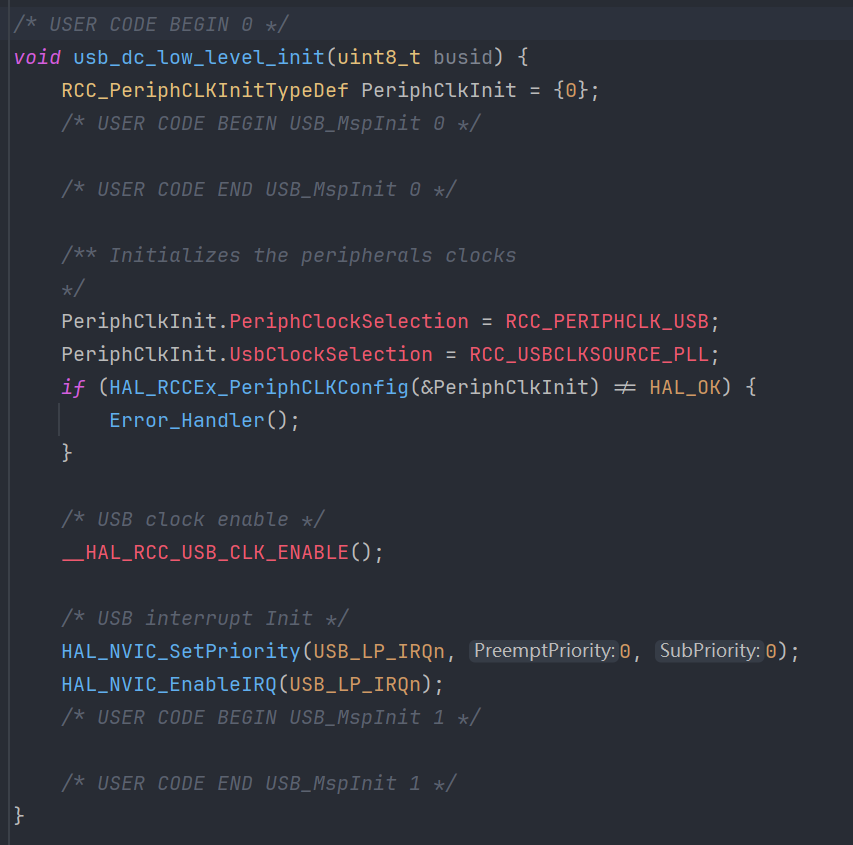 /* USER CODE BEGIN 0 */
void usb_dc_low_level_init(uint8_t busid) {
    RCC_PeriphCLKInitTypeDef PeriphClkInit = {0};
    /* USER CODE BEGIN USB_MspInit 0 */

    /* USER CODE END USB_MspInit 0 */

    /** Initializes the peripherals clocks
    */
    PeriphClkInit.PeriphClockSelection = RCC_PERIPHCLK_USB;
    PeriphClkInit.UsbClockSelection = RCC_USBCLKSOURCE_PLL;
    if (HAL_RCCEx_PeriphCLKConfig(&PeriphClkInit) ≠ HAL_OK) {
        Error_Handler();
    }

    /* USB clock enable */
    __HAL_RCC_USB_CLK_ENABLE();

    /* USB interrupt Init */
    HAL_NVIC_SetPriority(USB_LP_IRQn, PreemptPriority:0, SubPriority:0);
    HAL_NVIC_EnableIRQ(USB_LP_IRQn);
    /* USER CODE BEGIN USB_MspInit 1 */

    /* USER CODE END USB_MspInit 1 */
}